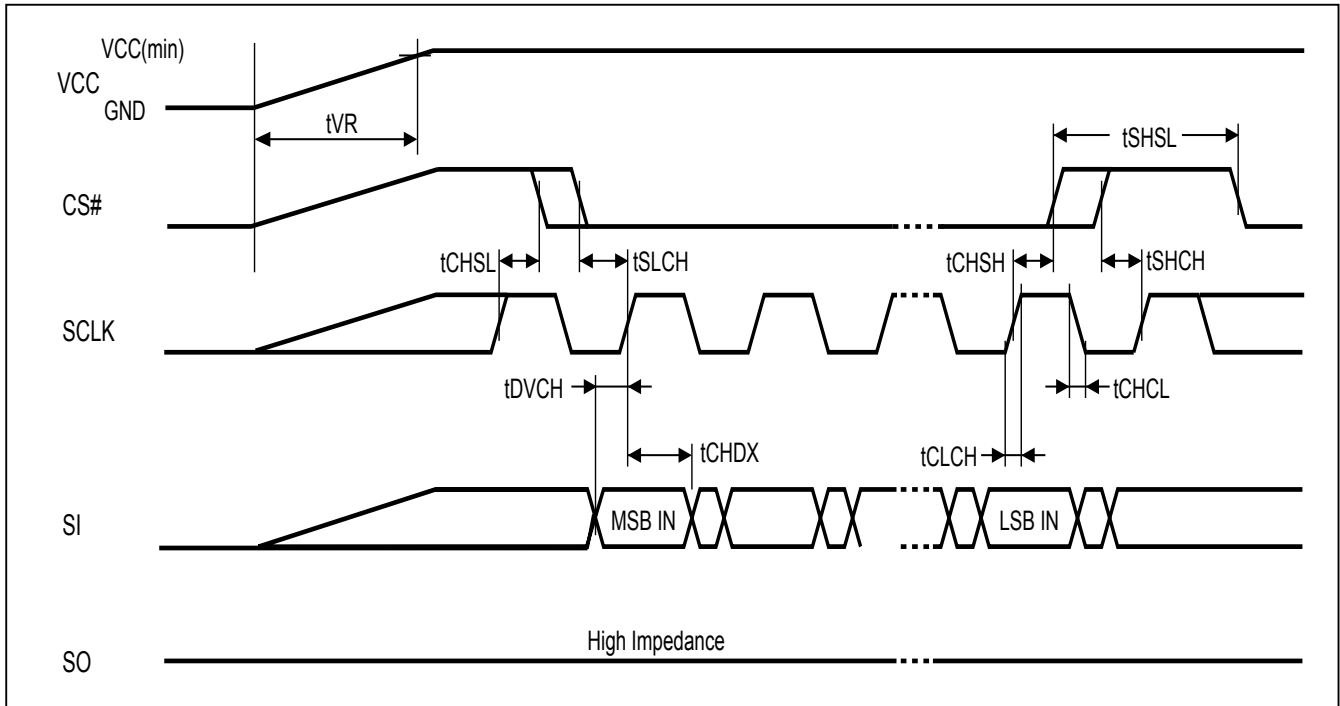 VCC(min)
VCC
GND
tVR
tSHSL
CS#
tCHSL
tSLCH
tCHSH
tSHCH
SCLK
tDVCH
tCHCL
tCHDX
tCLCH
SI
MSB IN
LSB IN
High Impedance
SO